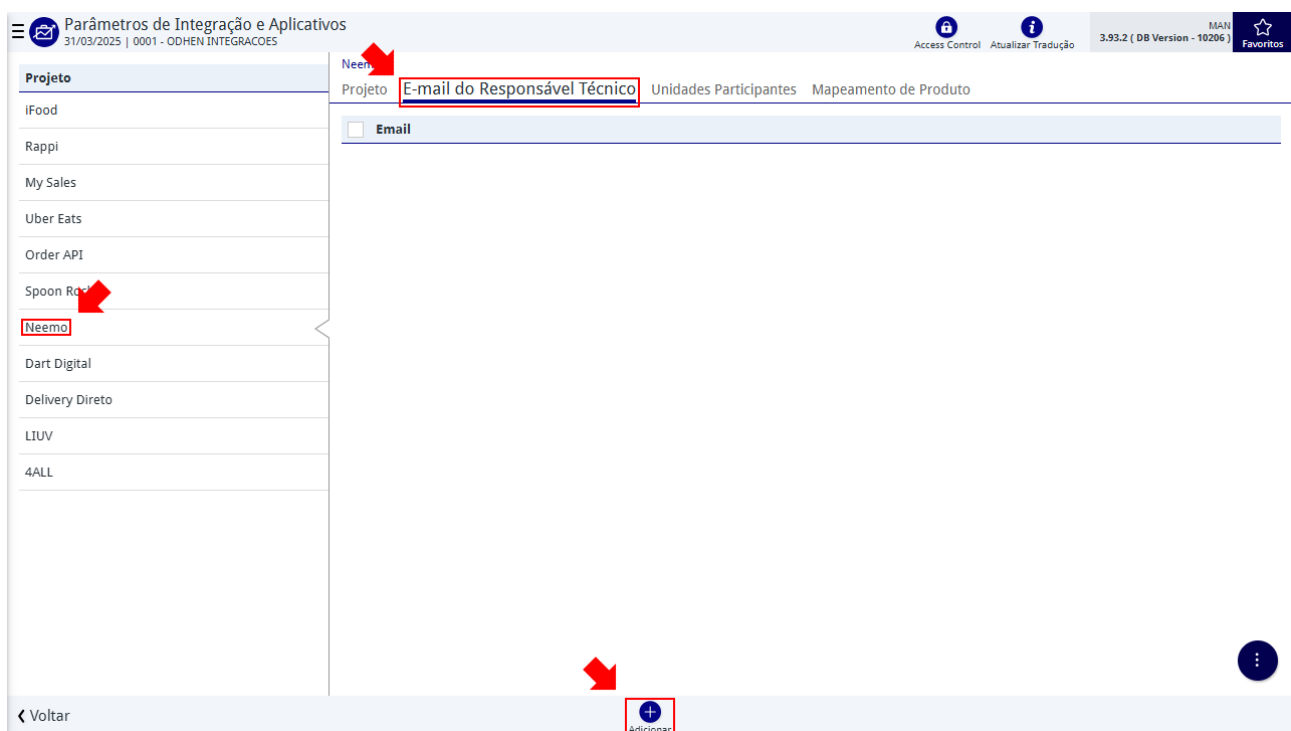 Parâmetros de Integração e Aplicativos
31/03/2025 | 0001 - ODHEN INTEGRACOES
Access Control
Atualizar Tradução
MAN
3.93.2 ( DB Version - 10206 )
Favoritos
Projeto
iFood
Rappi
My Sales
Uber Eats
Order API
Spoon
Neemo
Dart Digital
Delivery Direto
LIUV
4ALL
Projeto E-mail do Responsável Técnico Unidades Participantes Mapeamento de Produto
Email
Voltar
Adicionar